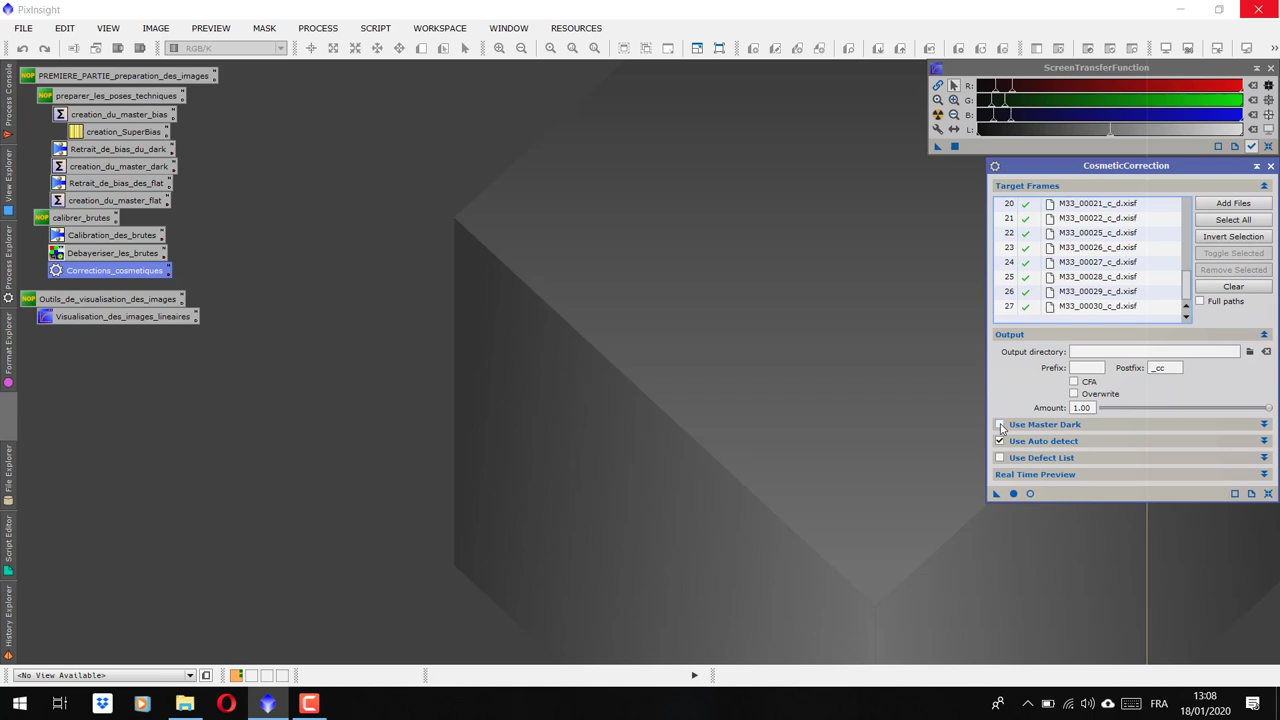 PixInsight
FILE EDIT VIEW IMAGE PREVIEW MASK PROCESS SCRIPT WORKSPACE WINDOW RESOURCES
RGB/K
Process Console
View Explorer
Process Explorer
Format Explorer
File Explorer
Script Editor
History Explorer
NOP PREMIERE_PARTIE_preparation_des_images
NOP preparer_les_poses_techniques
creation_du_master_bias
creation_SuperBias
Retrait_de_bias_du_dark
creation_du_master_dark
Retrait_de_bias_des_flat
creation_du_master_flat
NOP calibrer_brutes
Calibration_des_brutes
Debayeriser_les_brutes
Corrections_cosmetiques
NOP Outils_de_visualisation_des_images
Visualisation_des_images_lineaires
ScreenTransferFunction
R:
G:
B:
L:
CosmeticCorrection
Target Frames
20 M33_00021_c_d.xisf
21 M33_00022_c_d.xisf
22 M33_00025_c_d.xisf
23 M33_00026_c_d.xisf
24 M33_00027_c_d.xisf
25 M33_00028_c_d.xisf
26 M33_00029_c_d.xisf
27 M33_00030_c_d.xisf
Add Files
Select All
Invert Selection
Toggle Selected
Remove Selected
Clear
Full paths
Output
Output directory:
Prefix: Postfix: _cc
CFA
Overwrite
Amount: 1.00
Use Master Dark
Use Auto detect
Use Defect List
Real Time Preview
<No View Available>
FRA
13:08
18/01/2020